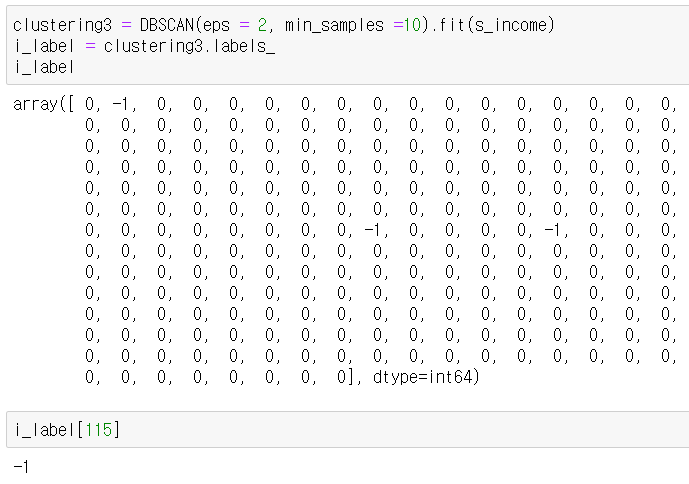 clustering3 = DBSCAN(eps = 2, min_samples =10).fit(s_income)
i_label = clustering3.labels_
i_label
array([ 0, -1, 0, 0, 0, 0, 0, 0, 0, 0, 0, 0, 0, 0, 0, 0, 0,
0, 0, 0, 0, 0, 0, 0, 0, 0, 0, 0, 0, 0, 0, 0, 0, 0,
0, 0, 0, 0, 0, 0, 0, 0, 0, 0, 0, 0, 0, 0, 0, 0, 0,
0, 0, 0, 0, 0, 0, 0, 0, 0, 0, 0, 0, 0, 0, 0, 0, 0,
0, 0, 0, 0, 0, 0, 0, 0, 0, 0, 0, 0, 0, 0, 0, 0, 0,
0, 0, 0, 0, 0, 0, 0, 0, 0, 0, 0, 0, 0, 0, 0, 0, 0,
0, 0, 0, 0, 0, 0, 0, 0, -1, 0, 0, 0, 0, -1, 0, 0, 0,
0, 0, 0, 0, 0, 0, 0, 0, 0, 0, 0, 0, 0, 0, 0, 0, 0,
0, 0, 0, 0, 0, 0, 0, 0, 0, 0, 0, 0, 0, 0, 0, 0, 0,
0, 0, 0, 0, 0, 0, 0, 0, 0, 0, 0, 0, 0, 0, 0, 0, 0,
0, 0, 0, 0, 0, 0, 0, 0, 0, 0, 0, 0, 0, 0, 0, 0, 0,
0, 0, 0, 0, 0, 0, 0, 0, 0, 0, 0, 0, 0, 0, 0, 0, 0,
0, 0, 0, 0, 0, 0, 0, 0, 0, 0, 0, 0, 0, 0, 0, 0, 0,
0, 0, 0, 0, 0, 0, 0, 0], dtype=int64)
i_label[115]
-1